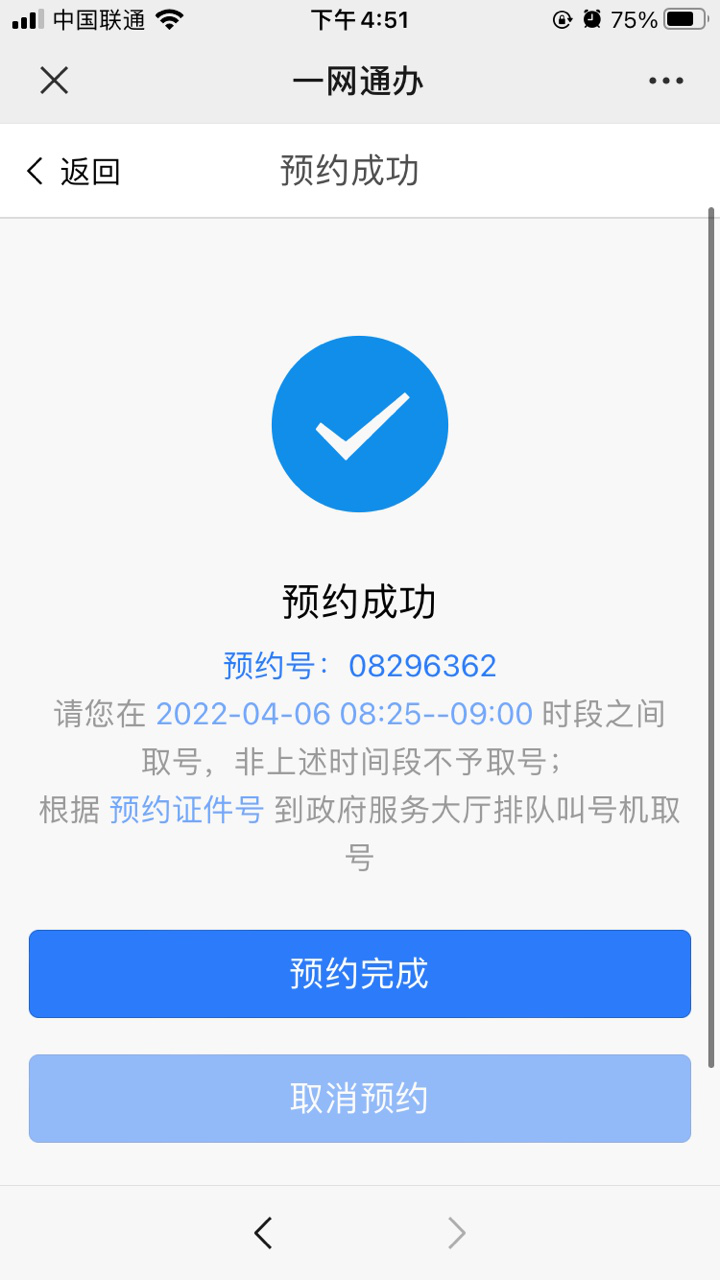 中国联通
下午4:51
75%
一网通办
返回
预约成功
预约成功
预约号：08296362
请您在 2022-04-06 08:25--09:00 时段之间
取号，非上述时间段不予取号；
根据 预约证件号 到政府服务大厅排队叫号机取
号
预约完成
取消预约